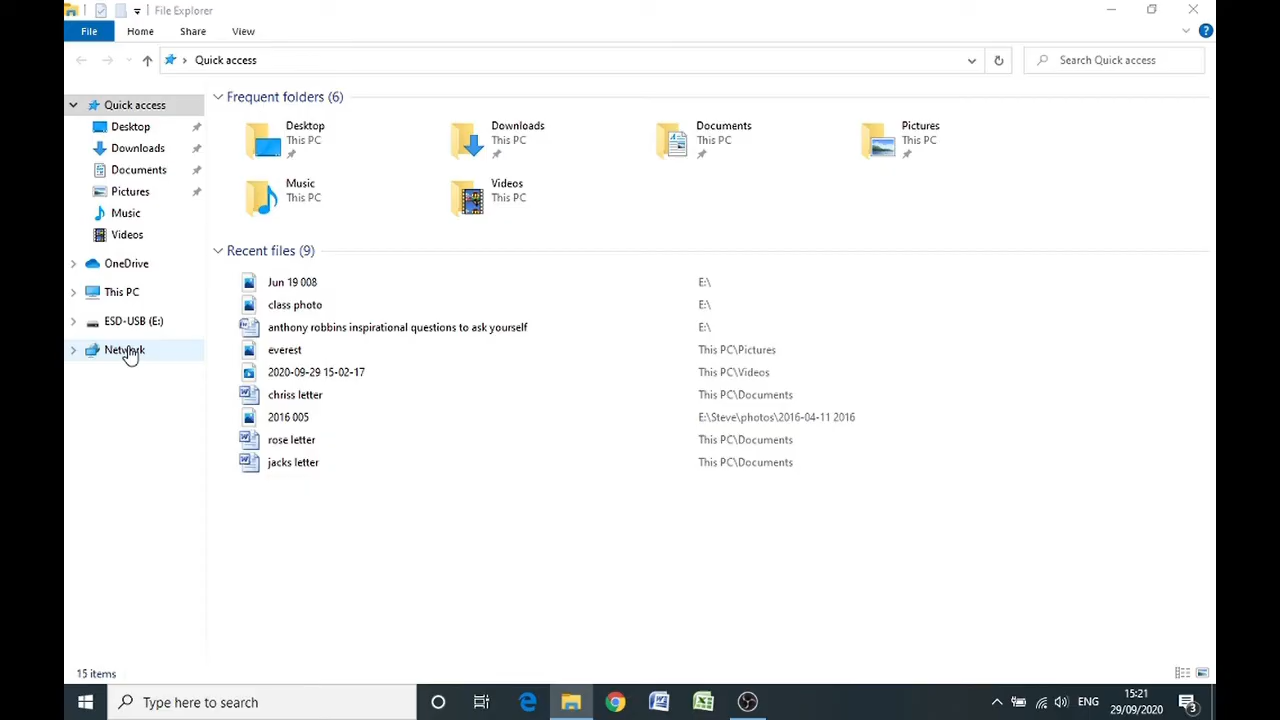 File Explorer
File Home Share View
Quick access
Search Quick access
Quick access
Desktop
Downloads
Documents
Pictures
Music
Videos
OneDrive
This PC
ESD-USB (E:)
Network
Frequent folders (6)
Desktop
This PC
Downloads
This PC
Documents
This PC
Pictures
This PC
Music
This PC
Videos
This PC
Recent files (9)
Jun 19 008 E:\
class photo E:\
anthony robbins inspirational questions to ask yourself E:\
everest This PC\Pictures
2020-09-29 15-02-17 This PC\Videos
chriss letter This PC\Documents
2016 005 E:\Steve\photos\2016-04-11 2016
rose letter This PC\Documents
jacks letter This PC\Documents
15 items
Type here to search
ENG
15:21
29/09/2020
3